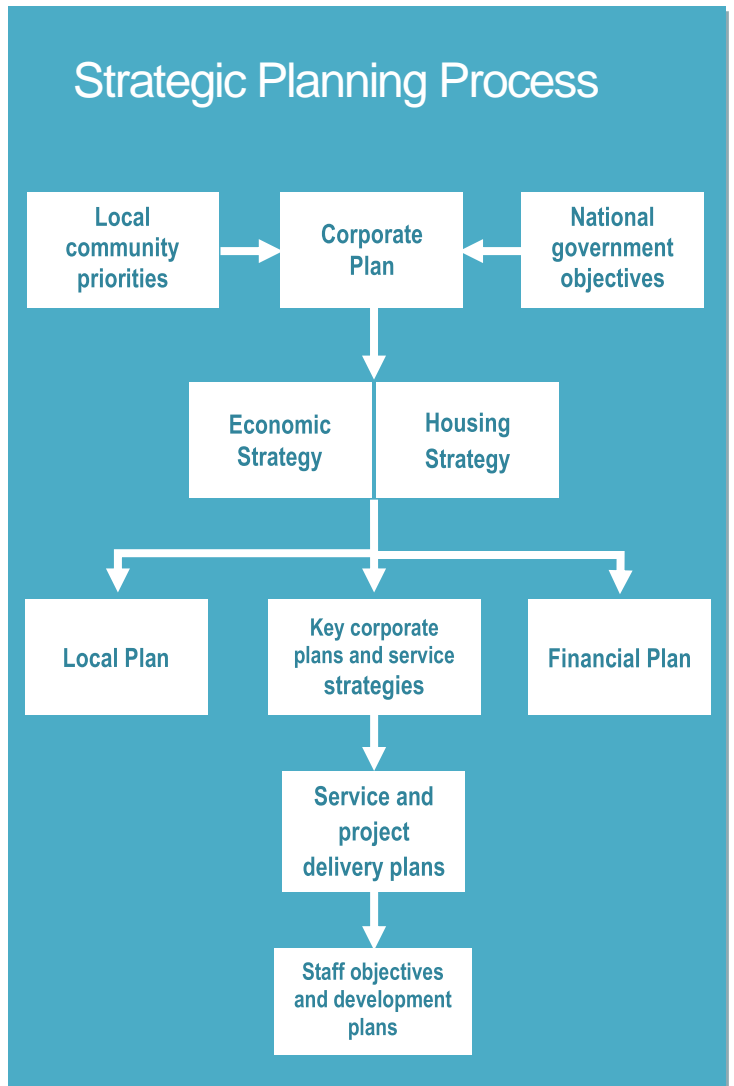 Strategic Planning Process
Local
community
priorities
Corporate
Plan
National
government
objectives
Economic
Strategy
Housing
Strategy
Local Plan
Key corporate
plans and service
strategies
Financial Plan
Service and
project
delivery plans
Staff objectives
and development
plans